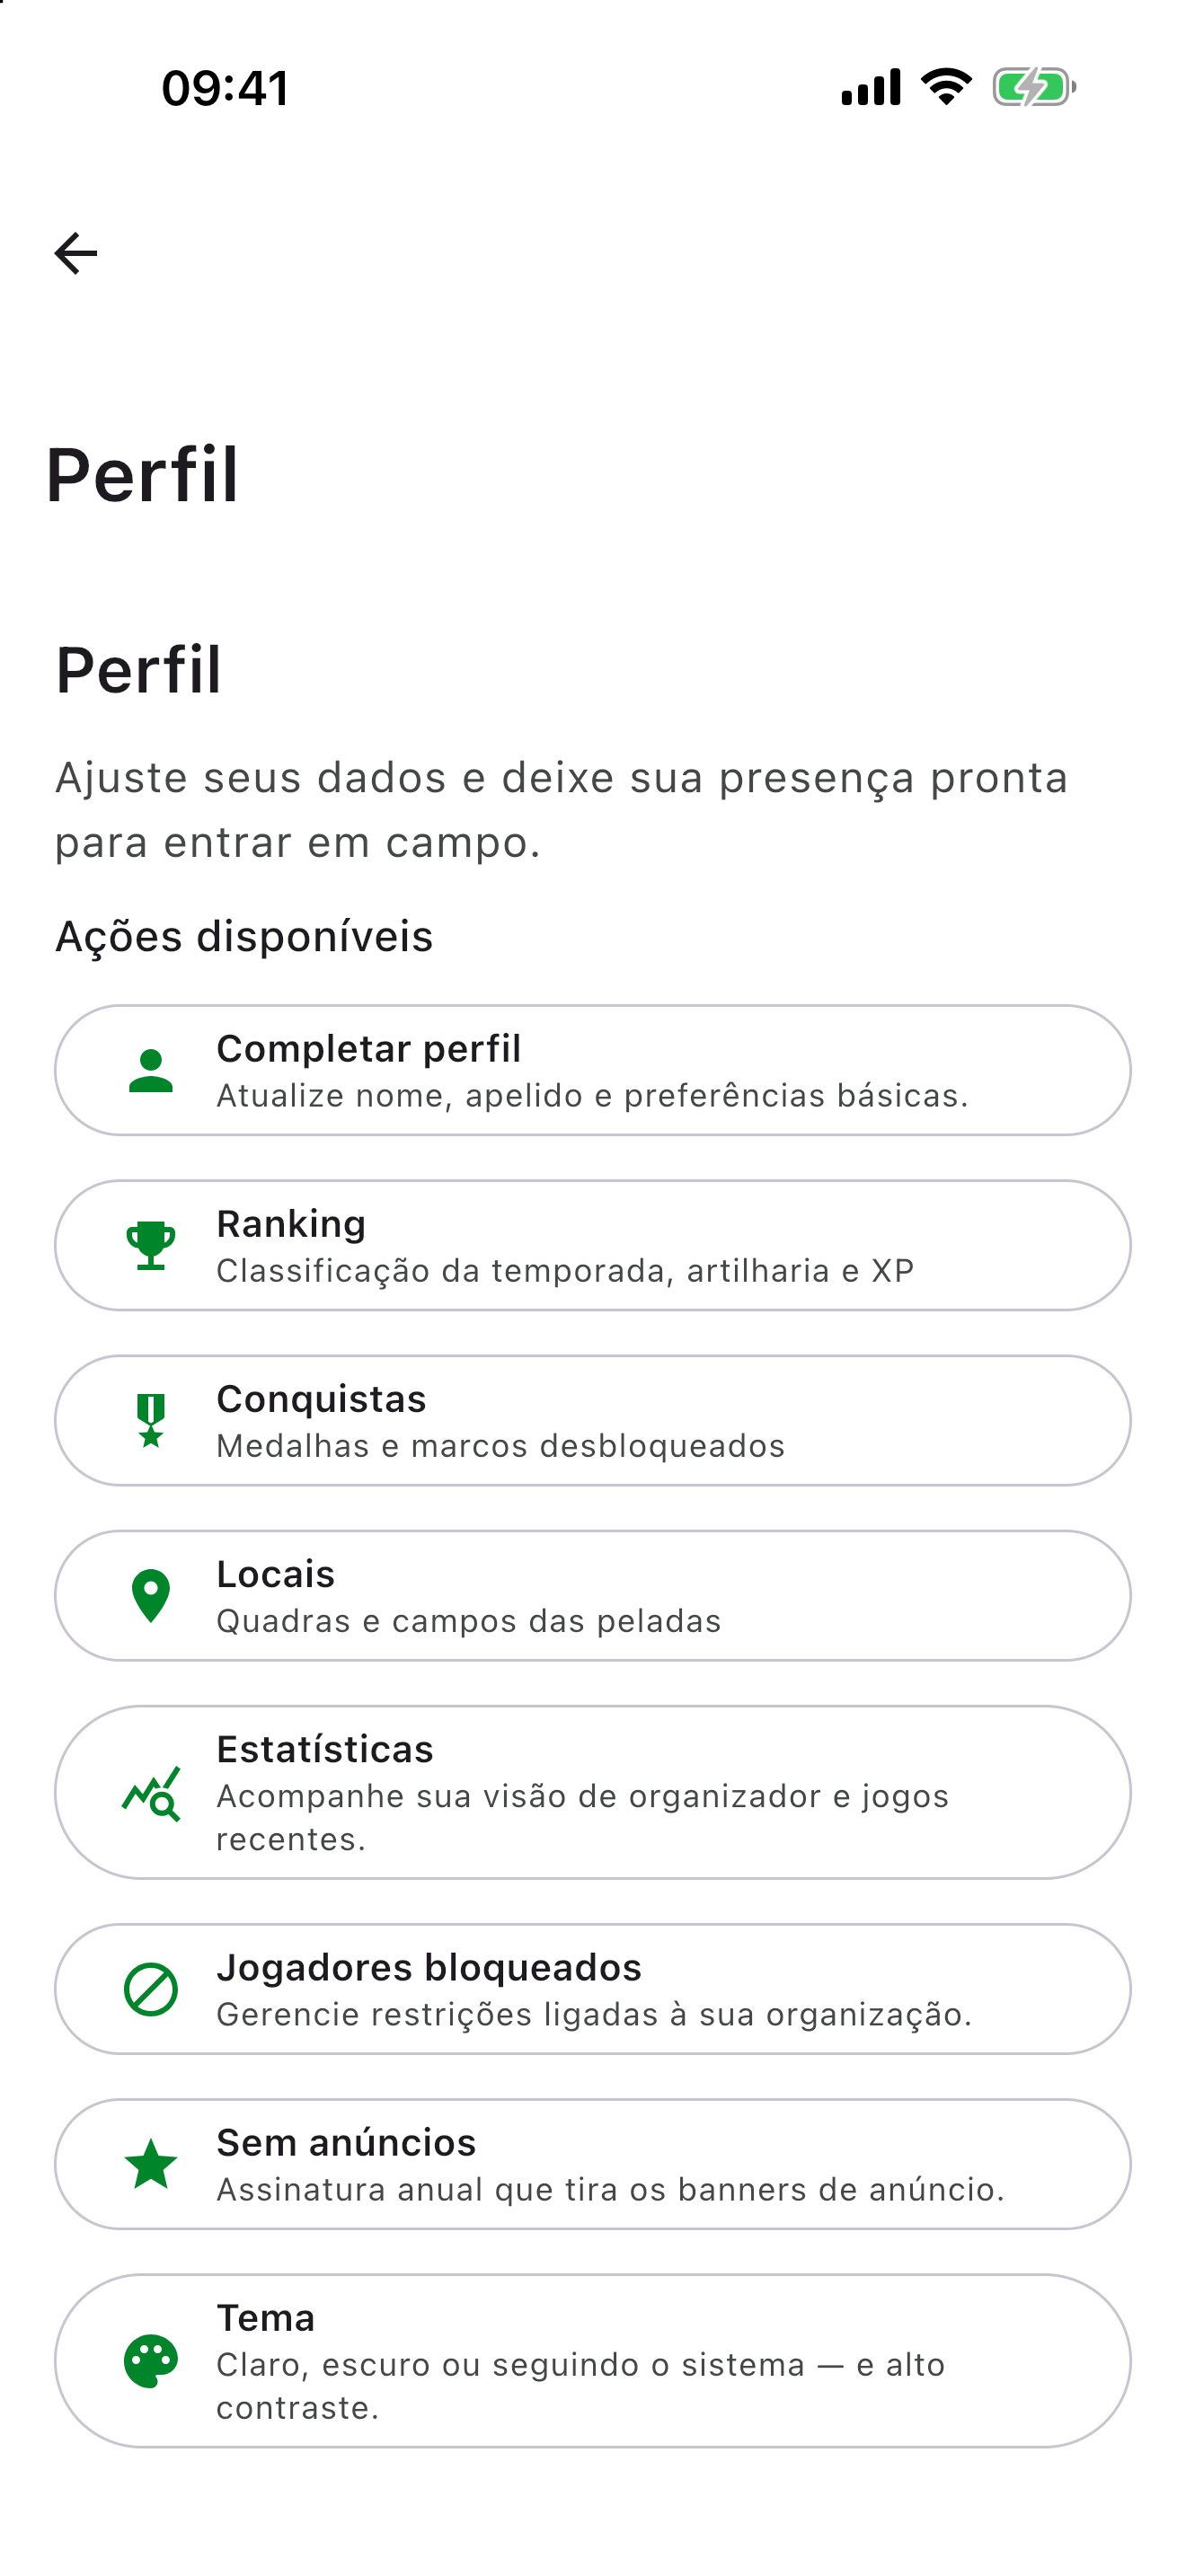 09:41
Perfil
Perfil
Ajuste seus dados e deixe sua presença pronta
para entrar em campo.
Ações disponíveis
Completar perfil
Atualize nome, apelido e preferências básicas.
Ranking
Classificação da temporada, artilharia e XP
Conquistas
Medalhas e marcos desbloqueados
Locais
Quadras e campos das peladas
Estatísticas
Acompanhe sua visão de organizador e jogos
recentes.
Jogadores bloqueados
Gerencie restrições ligadas à sua organização.
Sem anúncios
Assinatura anual que tira os banners de anúncio.
Tema
Claro, escuro ou seguindo o sistema — e alto
contraste.